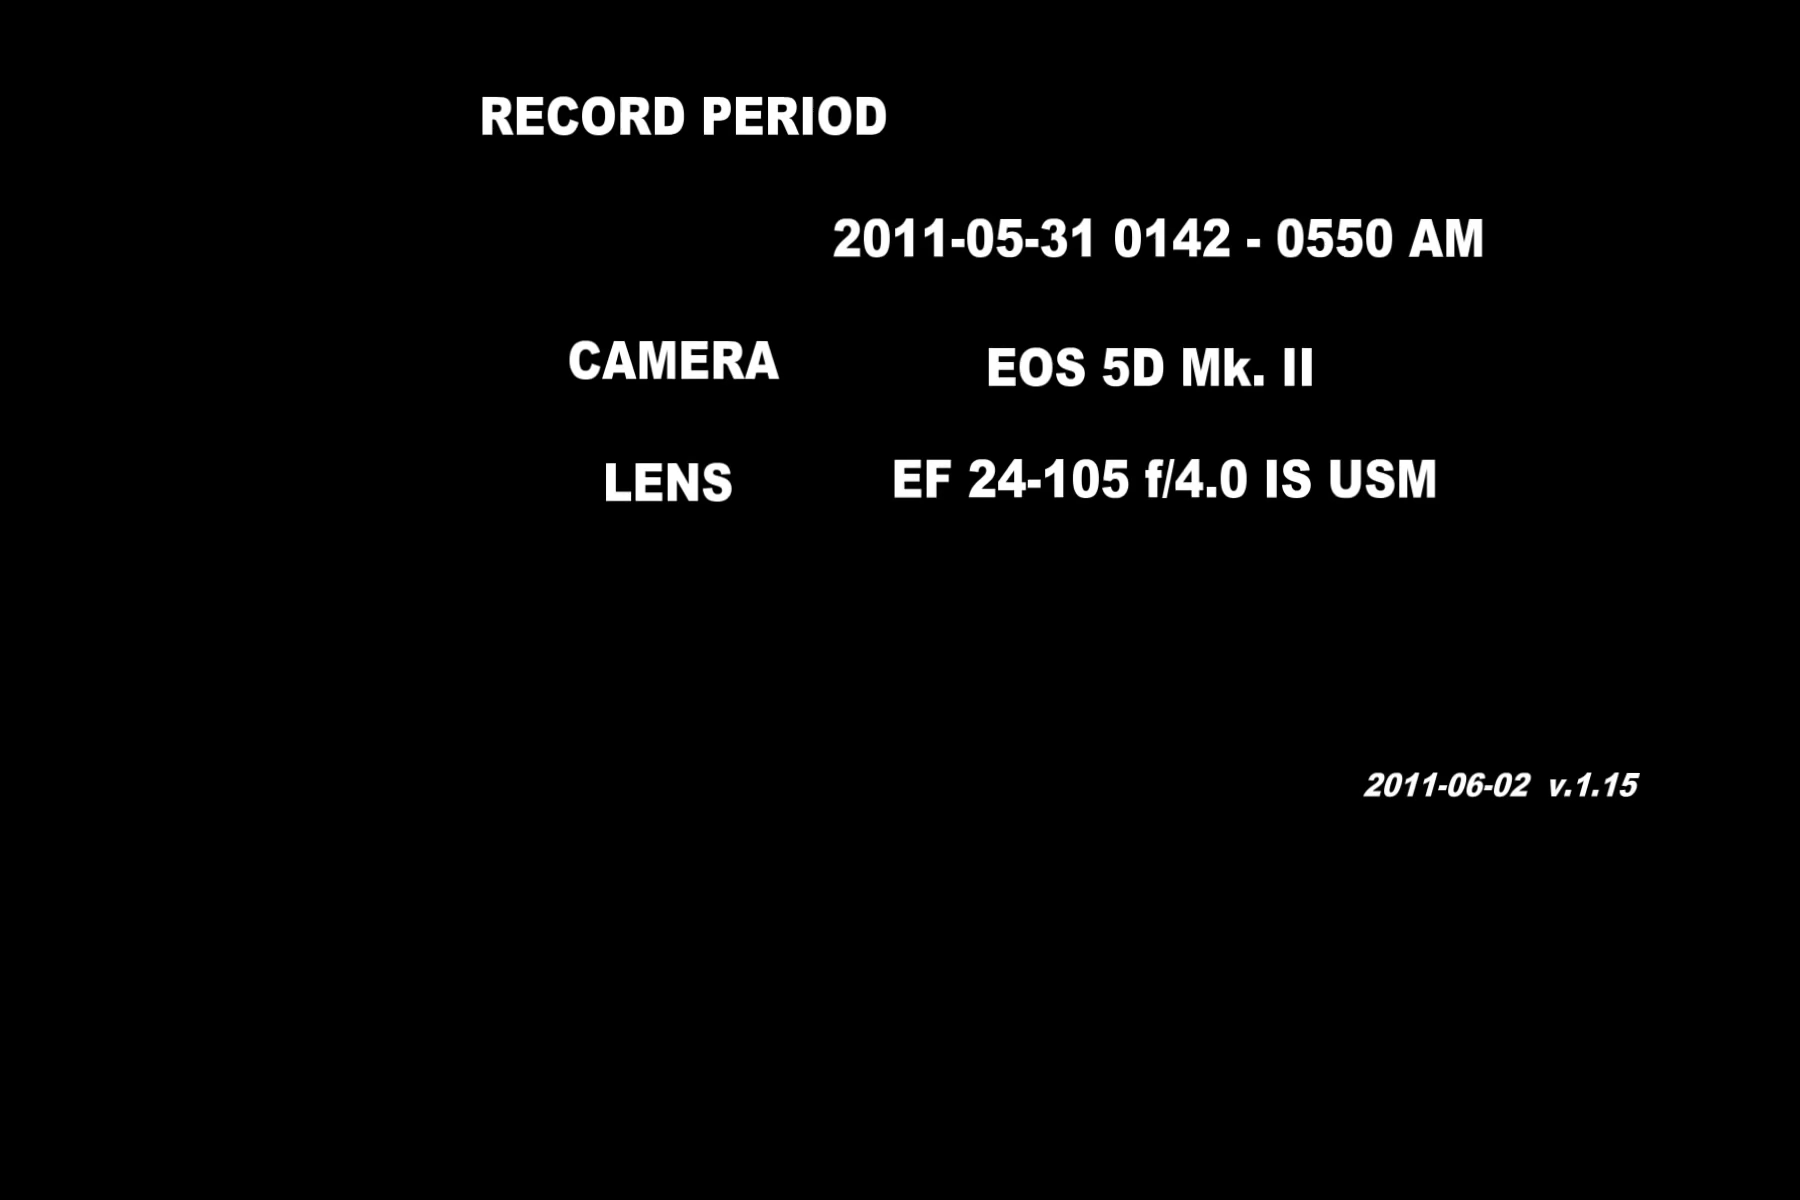 RECORD PERIOD
2011-05-31 0142 - 0550 AM
CAMERA EOS 5D Mk. II
LENS EF 24-105 f/4.0 IS USM
2011-06-02 v.1.15